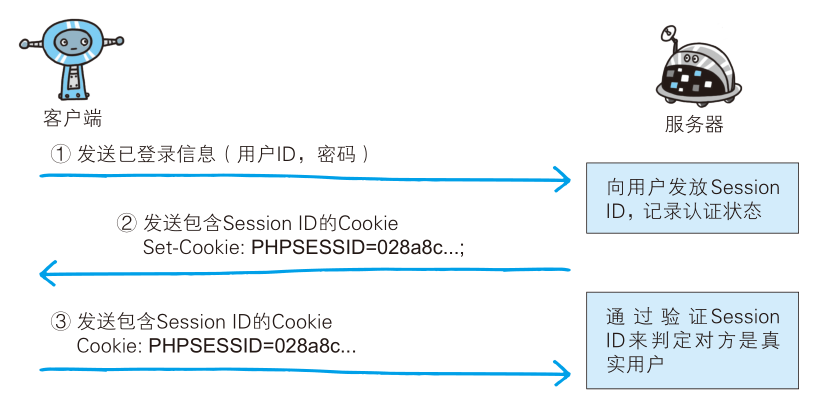 客户端
服务器
① 发送已登录信息（用户ID，密码）
向用户发放Session
ID，记录认证状态
② 发送包含Session ID的Cookie
Set-Cookie: PHPSESSID=028a8c...;
③ 发送包含Session ID的Cookie
Cookie: PHPSESSID=028a8c...
通过验证Session
ID来判定对方是真
实用户